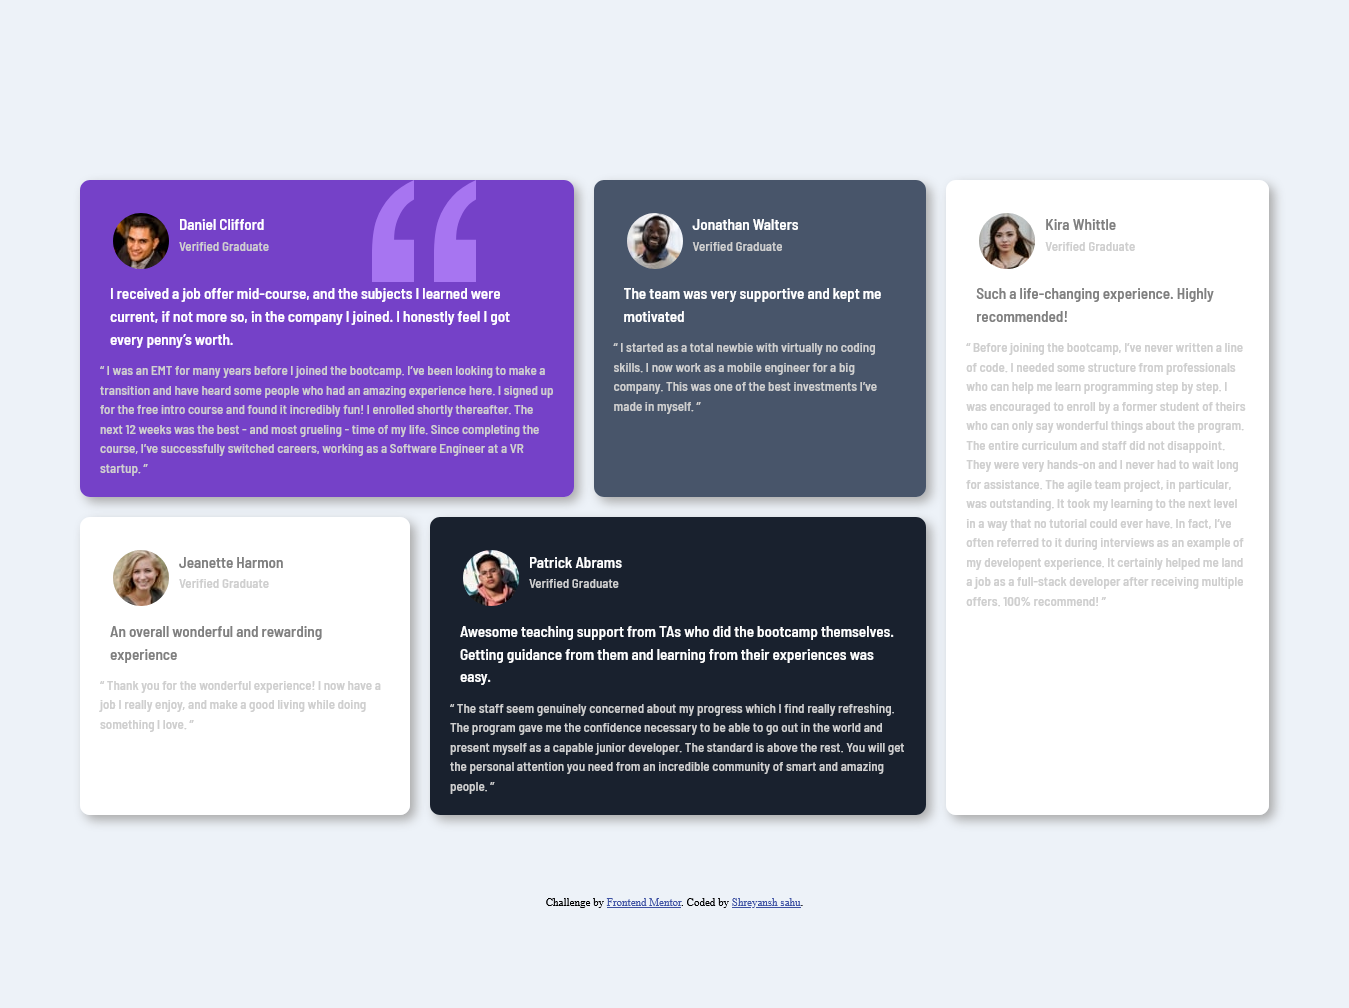 Daniel Clifford
Verified Graduate
I received a job offer mid-course, and the subjects I learned were
current, if not more so, in the company I joined. I honestly feel I got
every penny’s worth.
“ I was an EMT for many years before I joined the bootcamp. I’ve been looking to make a
transition and have heard some people who had an amazing experience here. I signed up
for the free intro course and found it incredibly fun! I enrolled shortly thereafter. The
next 12 weeks was the best - and most grueling - time of my life. Since completing the
course, I’ve successfully switched careers, working as a Software Engineer at a VR
startup. ”
Jonathan Walters
Verified Graduate
The team was very supportive and kept me
motivated
“ I started as a total newbie with virtually no coding
skills. I now work as a mobile engineer for a big
company. This was one of the best investments I’ve
made in myself. ”
Kira Whittle
Verified Graduate
Such a life-changing experience. Highly
recommended!
“ Before joining the bootcamp, I’ve never written a line
of code. I needed some structure from professionals
who can help me learn programming step by step. I
was encouraged to enroll by a former student of theirs
who can only say wonderful things about the program.
The entire curriculum and staff did not disappoint.
They were very hands-on and I never had to wait long
for assistance. The agile team project, in particular,
was outstanding. It took my learning to the next level
in a way that no tutorial could ever have. In fact, I’ve
often referred to it during interviews as an example of
my developent experience. It certainly helped me land
a job as a full-stack developer after receiving multiple
offers. 100% recommend! ”
Jeanette Harmon
Verified Graduate
An overall wonderful and rewarding
experience
“ Thank you for the wonderful experience! I now have a
job I really enjoy, and make a good living while doing
something I love. ”
Patrick Abrams
Verified Graduate
Awesome teaching support from TAs who did the bootcamp themselves.
Getting guidance from them and learning from their experiences was
easy.
“ The staff seem genuinely concerned about my progress which I find really refreshing.
The program gave me the confidence necessary to be able to go out in the world and
present myself as a capable junior developer. The standard is above the rest. You will get
the personal attention you need from an incredible community of smart and amazing
people. ”
Challenge by Frontend Mentor. Coded by Shreyansh sahu.